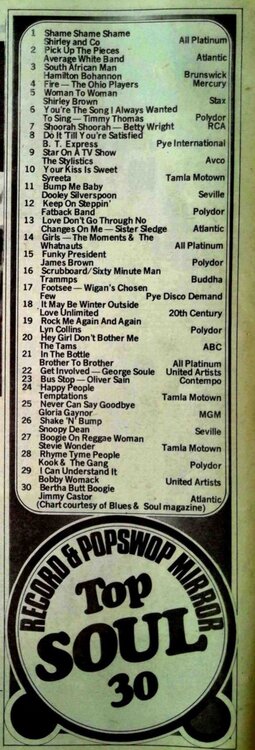 1 Shame Shame Shame
Shirley and Co All Platinum
2 Pick Up The Pieces
Average White Band Atlantic
3 South African Man
Hamilton Bohannon Brunswick
4 Fire — The Ohio Players Mercury
5 Woman To Woman
Shirley Brown Stax
6 You're The Song I Always Wanted
To Sing — Timmy Thomas Polydor
7 Shoorah Shoorah — Betty Wright RCA
8 Do It Till You're Satisfied
B. T. Express Pye International
9 Star On A TV Show
The Stylistics Avco
10 Your Kiss Is Sweet
Syreeta Tamla Motown
11 Bump Me Baby
Dooley Silverspoon Seville
12 Keep On Steppin'
Fatback Band Polydor
13 Love Don't Go Through No
Changes On Me — Sister Sledge Atlantic
14 Girls — The Moments & The
Whatnauts All Platinum
15 Funky President
James Brown Polydor
16 Scrubboard/Sixty Minute Man
Trammps Buddha
17 Footsee — Wigan's Chosen
Few Pye Disco Demand
18 It May Be Winter Outside
Love Unlimited 20th Century
19 Rock Me Again And Again
Lyn Collins Polydor
20 Hey Girl Don't Bother Me
The Tams ABC
21 In The Bottle
Brother To Brother All Platinum
22 Get Involved — George Soule United Artists
23 Bus Stop — Oliver Sain Contempo
24 Happy People
Temptations Tamla Motown
25 Never Can Say Goodbye
Gloria Gaynor MGM
26 Shake 'N' Bump
Snoopy Dean Seville
27 Boogie On Reggae Woman
Stevie Wonder Tamla Motown
28 Rhyme Tyme People
Kook & The Gang Polydor
29 I Can Understand It
Bobby Womack United Artists
30 Bertha Butt Boogie
Jimmy Castor Atlantic
(Chart courtesy of Blues & Soul magazine)
RECORD & POPSWOP MIRROR
Top
SOUL
30